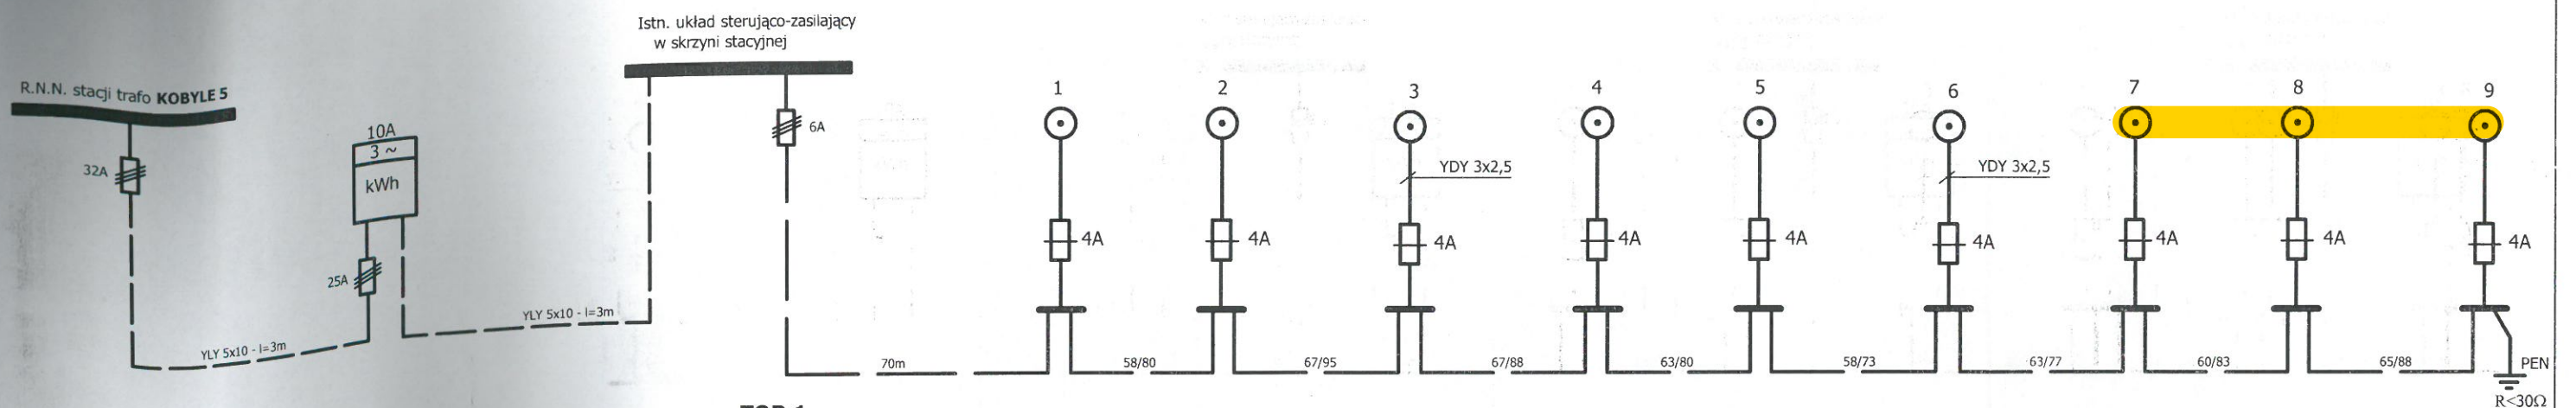 Istn. układ sterująco-zasilający
w skrzyni stacyjnej
R.N.N. stacji trafo KOBYLE 5
32A
10A
3 ~
kWh
25A
YLY 5x10 - l=3m
YLY 5x10 - l=3m
6A
1
2
3
4
5
6
7
8
9
YDY 3x2,5
YDY 3x2,5
4A
4A
4A
4A
4A
4A
4A
4A
4A
70m
58/80
67/95
67/88
63/80
58/73
63/77
60/83
65/88
PEN
R<30Ω